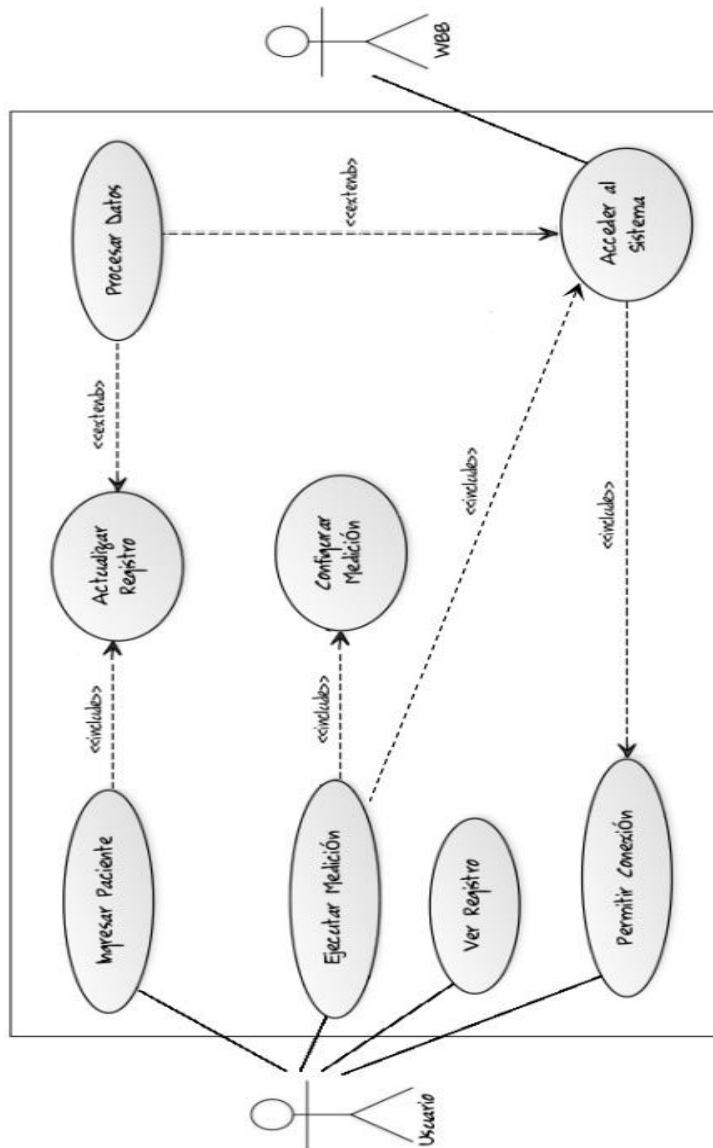 Ingresar Paciente
<<include>>
Actualizar
Registro
<<extend>>
Procesar Datos
Ejecutar MediciÓn
<<include>>
Configurar
MediciÓn
<<extend>>
<<include>>
Ver Registro
Usuario
WBB
Permitir ConexiÓn
<<include>>
Acceder al
Sistema